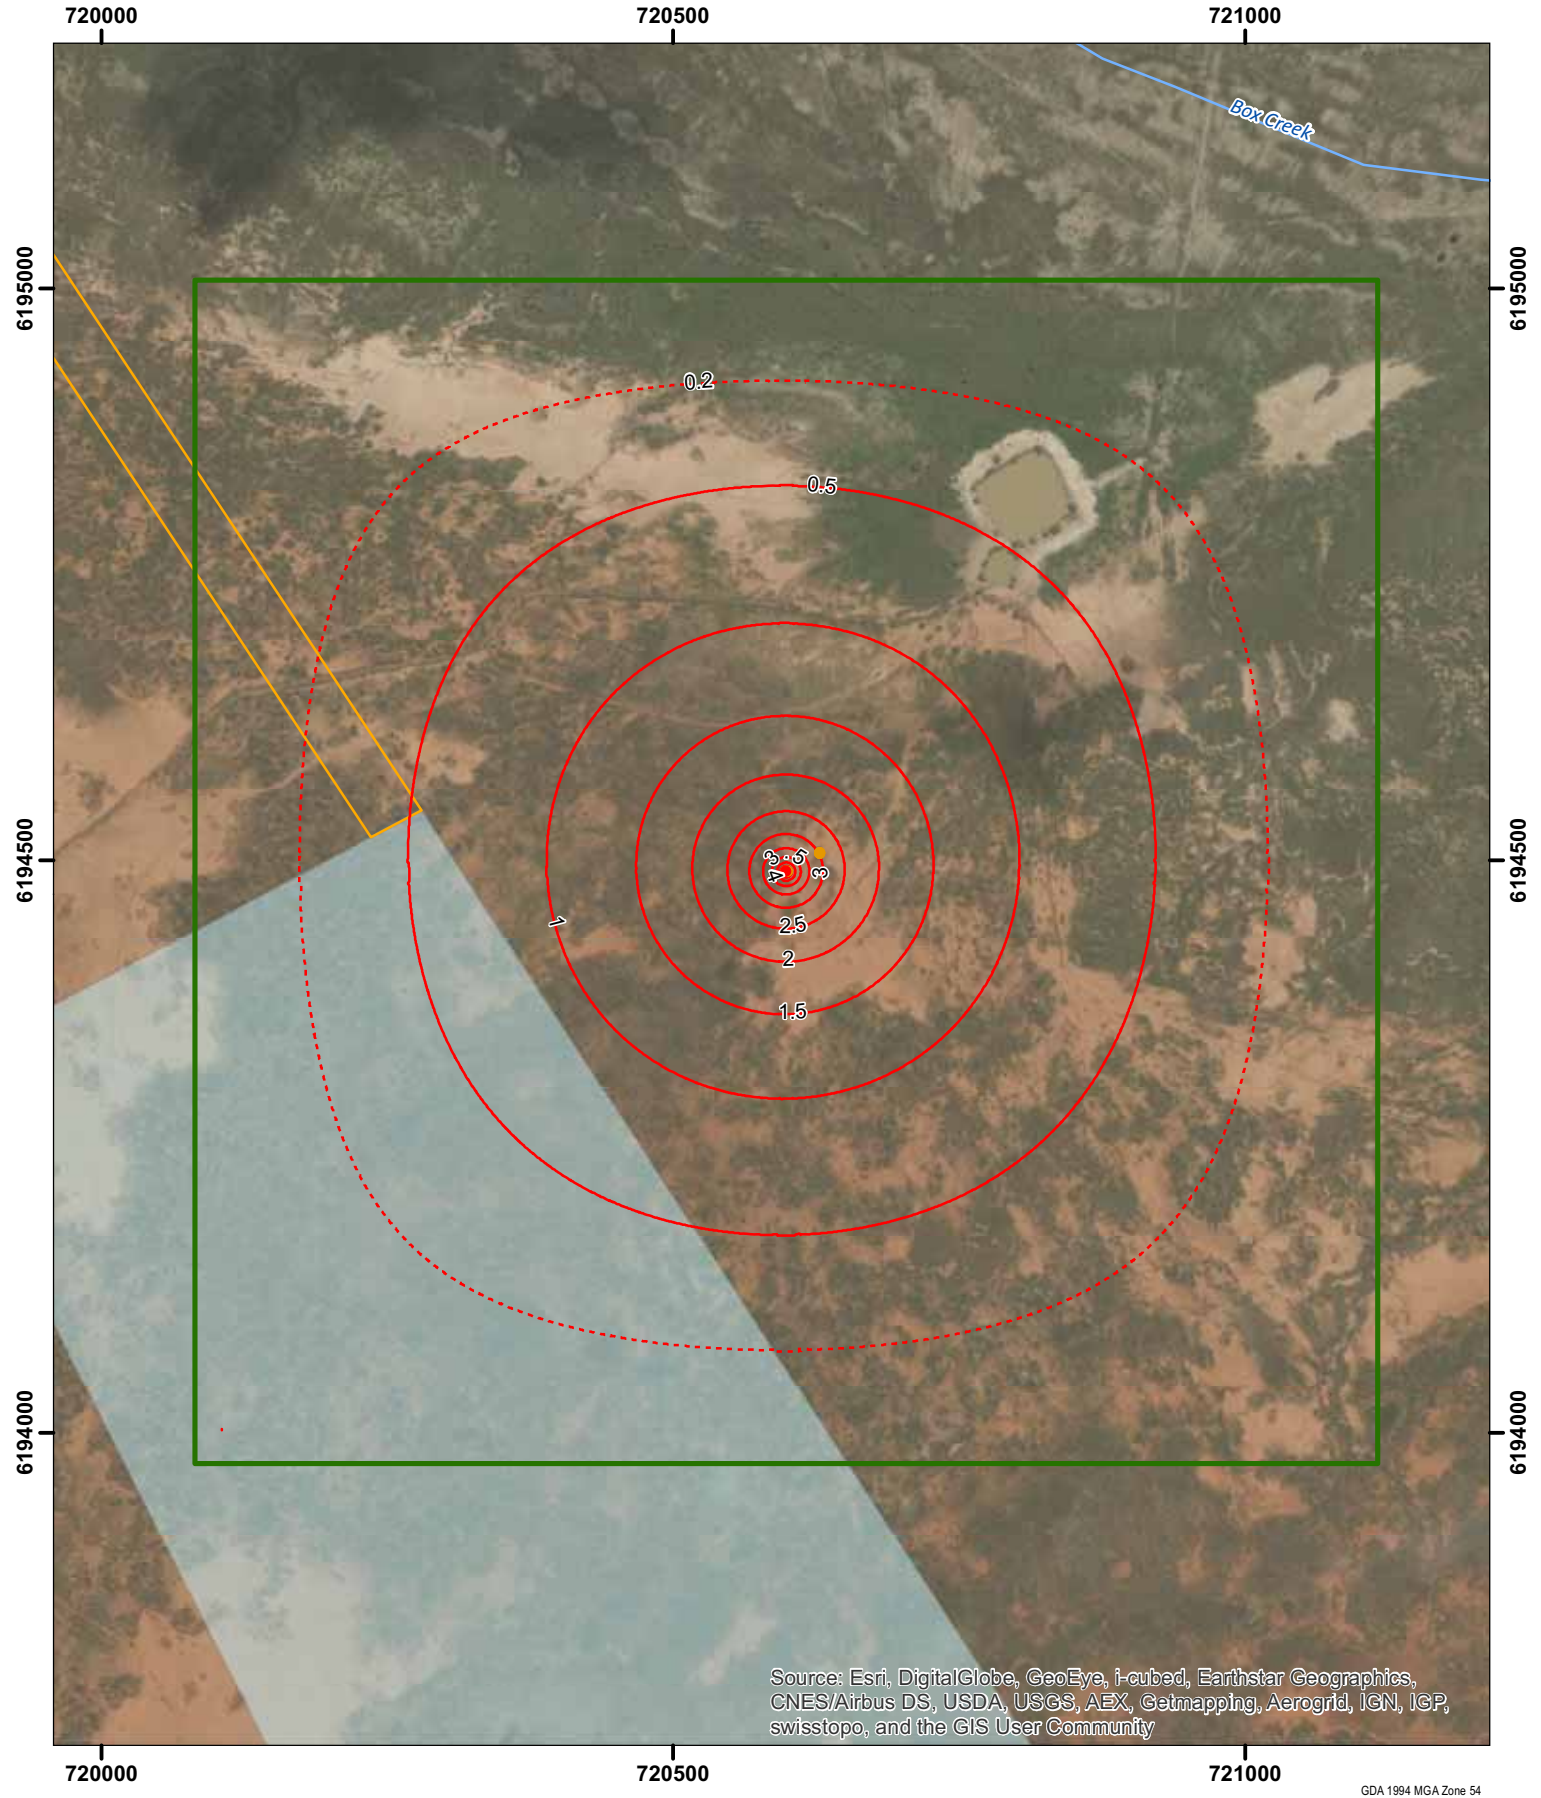 720000 720500 721000
Box Creek
6195000 6195000
0.2
0.5
6194500 6194500
3.5
4
3
2.5
1
2
1.5
6194000 6194000
Source: Esri, DigitalGlobe, GeoEye, i-cubed, Earthstar Geographics,
CNES/Airbus DS, USDA, USGS, AEX, Getmapping, Aerogrid, IGN, IGP,
swisstopo, and the GIS User Community
720000 720500 721000
GDA 1994 MGA Zone 54